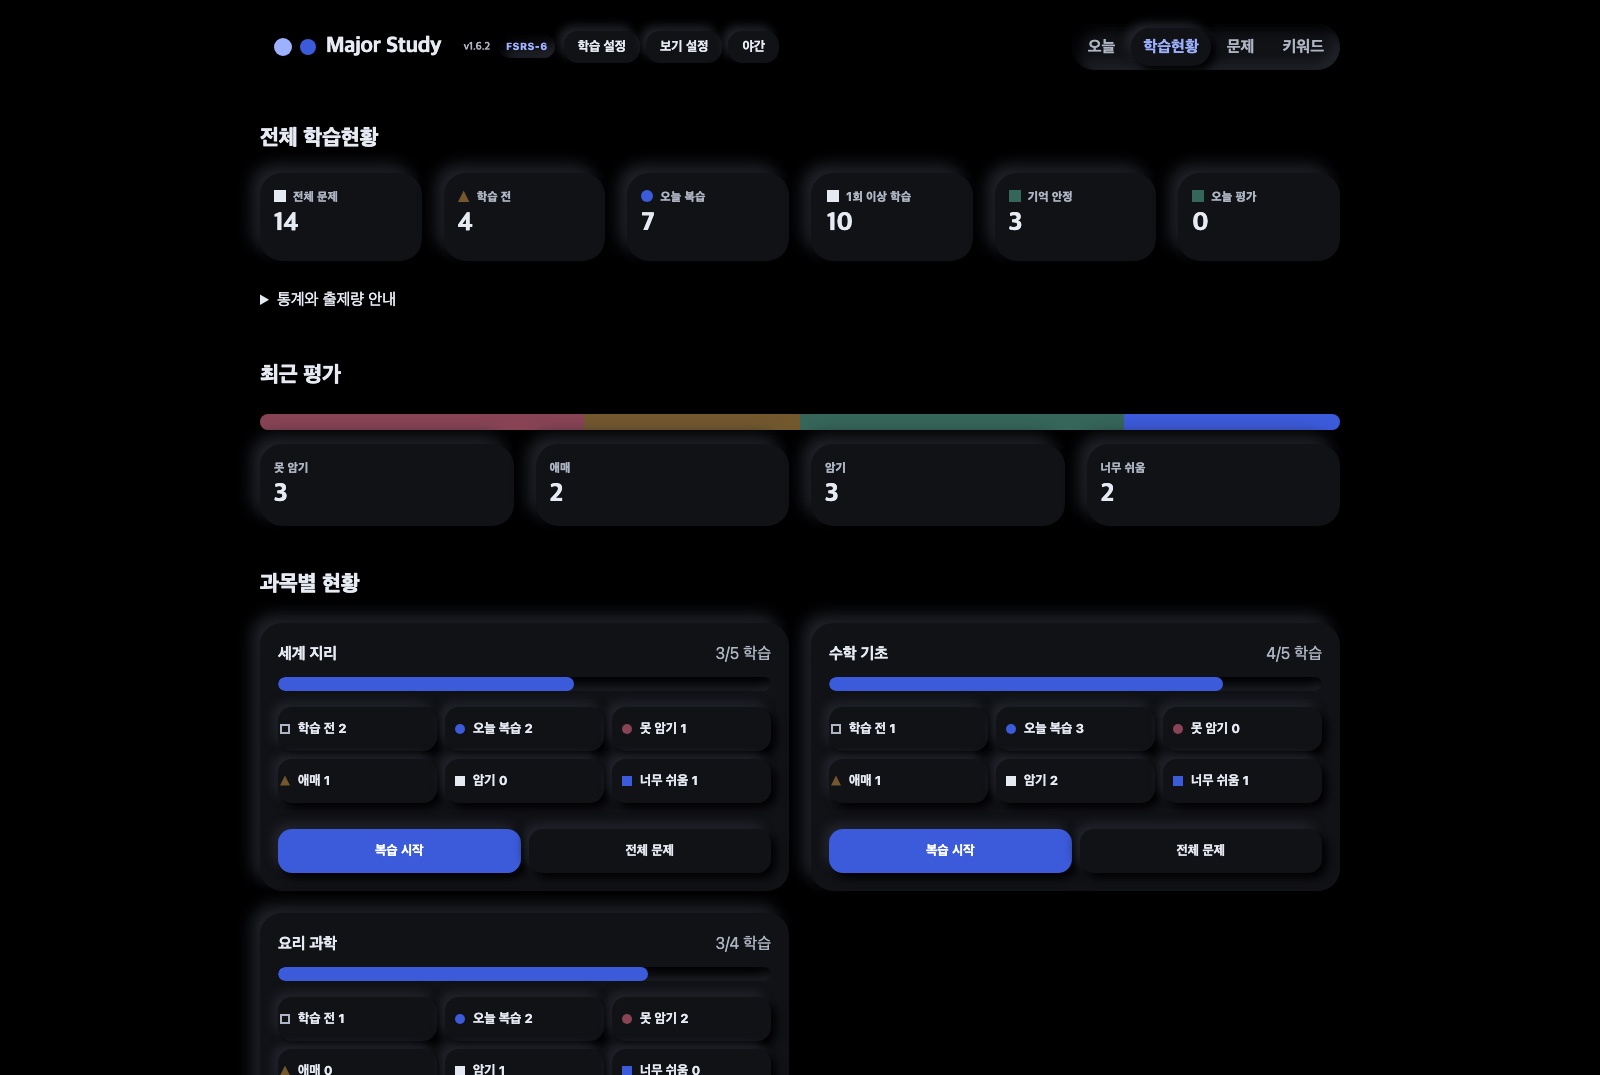 Major Study v1.6.2 FSRS-6 학습 설정 보기 설정 야간 오늘 학습현황 문제 키워드
전체 학습현황
전체 문제 학습 전 오늘 복습 1회 이상 학습 기억 안정 오늘 평가
14 4 7 10 3 0
▶ 통계와 출제량 안내
최근 평가
못 암기 애매 암기 너무 쉬움
3 2 3 2
과목별 현황
세계 지리 3/5 학습
학습 전 2 오늘 복습 2 못 암기 1
애매 1 암기 0 너무 쉬움 1
복습 시작 전체 문제
수학 기초 4/5 학습
학습 전 1 오늘 복습 3 못 암기 0
애매 1 암기 2 너무 쉬움 1
복습 시작 전체 문제
요리 과학 3/4 학습
학습 전 1 오늘 복습 2 못 암기 2
애매 0 암기 1 너무 쉬움 0